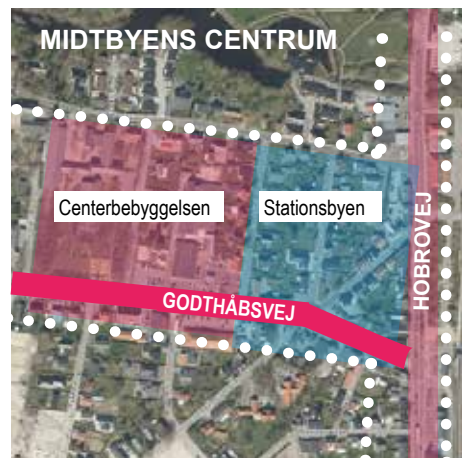 MIDTBYENS CENTRUM
Centerbebyggelsen
Stationsbyen
HOBROVEJ
GODTHÅBSVEJ